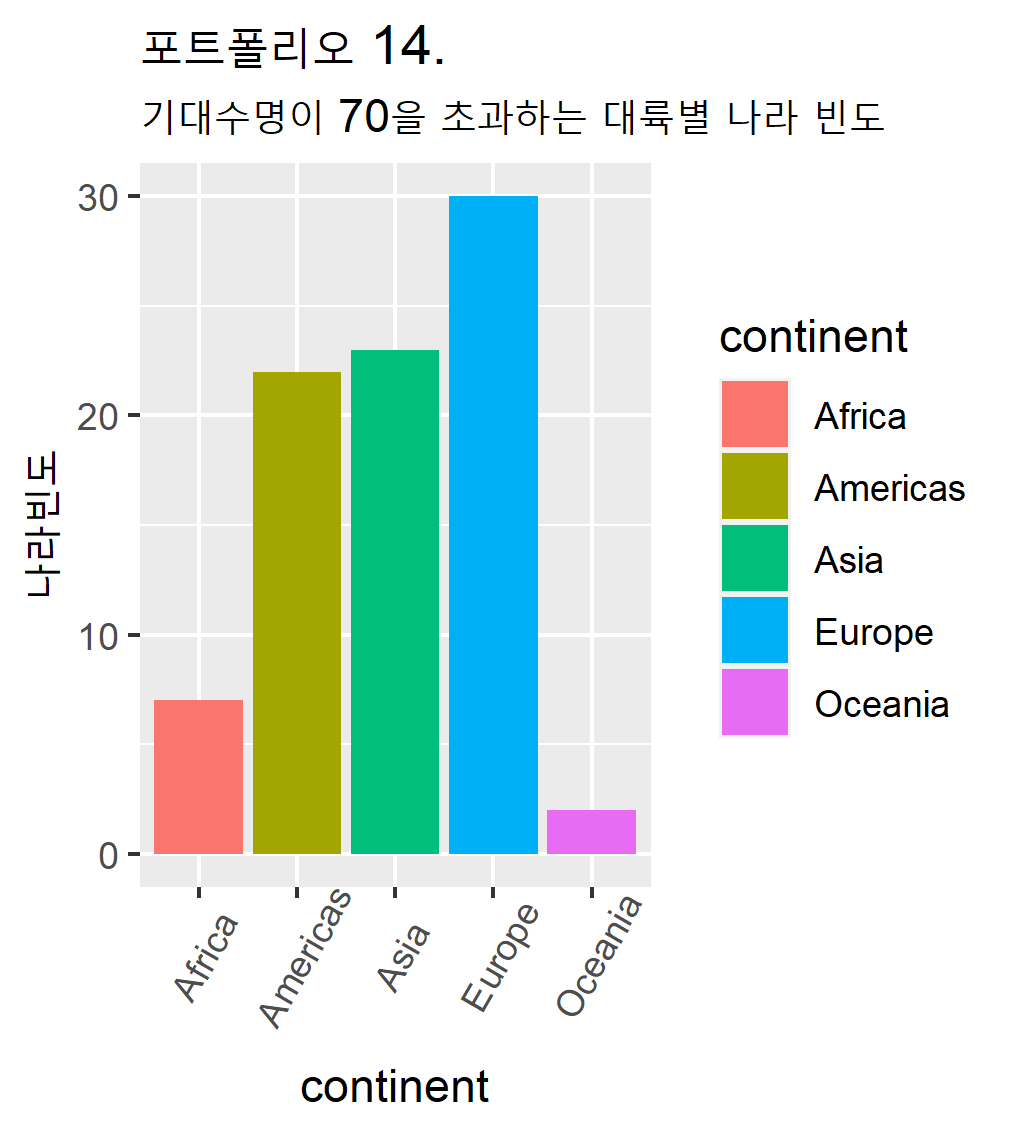 포트폴리오 14.
기대수명이 70을 초과하는 대륙별 나라 빈도
나라빈도
30
20
10
0
Africa
Americas
Asia
Europe
Oceania
continent
continent
Africa
Americas
Asia
Europe
Oceania